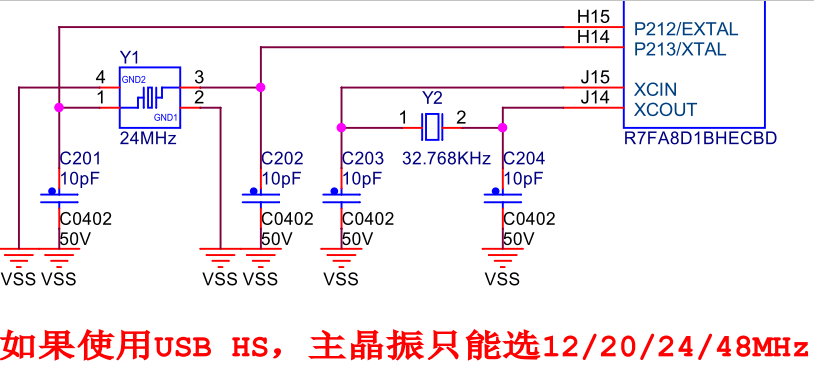 H15
P212/EXTAL
H14
P213/XTAL
Y1
4
GND2
3
J15
XCIN
1
2
GND1
Y2
J14
XCOUT
1
2
24MHz
R7FA8D1BHECBD
C201
10pF
C202
10pF
C203
10pF
32.768KHz
C204
10pF
C0402
50V
C0402
50V
C0402
50V
C0402
50V
VSS
VSS
VSS
VSS
VSS
VSS
如果使用USB HS，主晶振只能选12/20/24/48MHz